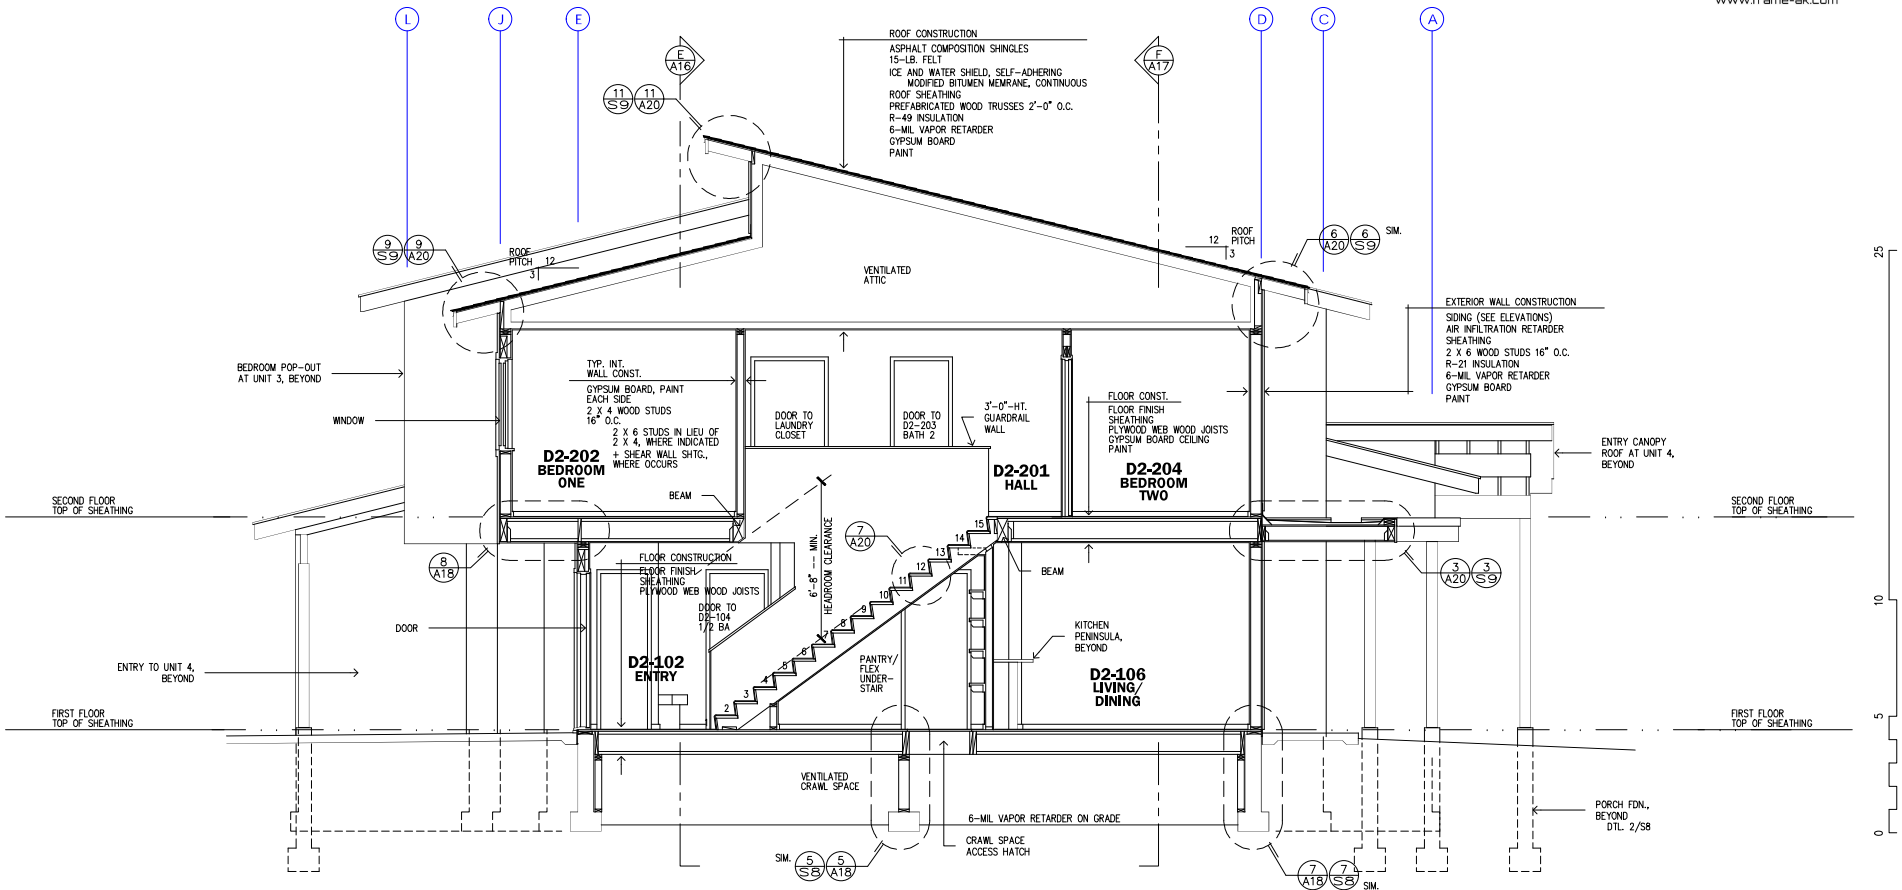 www.frame-ak.com
L
J
E
D
C
A
E
A16
F
A17
ROOF CONSTRUCTION
ASPHALT COMPOSITION SHINGLES
15-LB. FELT
ICE AND WATER SHIELD, SELF-ADHERING
MODIFIED BITUMEN MEMRANE, CONTINUOUS
ROOF SHEATHING
PREFABRICATED WOOD TRUSSES 2'-0" O.C.
R-49 INSULATION
6-MIL VAPOR RETARDER
GYPSUM BOARD
PAINT
11
S9
11
A20
9
S9
9
A20
ROOF
PITCH
12
3
VENTILATED
ATTIC
12
3
ROOF
PITCH
6
A20
6
S9
SIM.
25
EXTERIOR WALL CONSTRUCTION
SIDING (SEE ELEVATIONS)
AIR INFILTRATION RETARDER
SHEATHING
2 X 6 WOOD STUDS 16" O.C.
R-21 INSULATION
6-MIL VAPOR RETARDER
GYPSUM BOARD
PAINT
BEDROOM POP-OUT
AT UNIT 3, BEYOND
WINDOW
TYP. INT.
WALL CONST.
GYPSUM BOARD, PAINT
EACH SIDE
2 X 4 WOOD STUDS
16" O.C.
2 X 6 STUDS IN LIEU OF
2 X 4, WHERE INDICATED
+ SHEAR WALL SHTG.,
WHERE OCCURS
D2-202
BEDROOM
ONE
DOOR TO
LAUNDRY
CLOSET
DOOR TO
D2-203
BATH 2
3'-0"-HT.
GUARDRAIL
WALL
D2-201
HALL
FLOOR CONST.
FLOOR FINISH
SHEATHING
PLYWOOD WEB WOOD JOISTS
GYPSUM BOARD CEILING
PAINT
D2-204
BEDROOM
TWO
ENTRY CANOPY
ROOF AT UNIT 4,
BEYOND
SECOND FLOOR
TOP OF SHEATHING
BEAM
SECOND FLOOR
TOP OF SHEATHING
8
A18
7
A20
6'-8" --- MIN.
HEADROOM CLEARANCE
FLOOR CONSTRUCTION
FLOOR FINISH
SHEATHING
PLYWOOD WEB WOOD JOISTS
DOOR TO
D2-104
1/2 BA
15
14
13
12
11
10
9
8
7
6
5
4
3
2
BEAM
3
A20
3
S9
10
DOOR
ENTRY TO UNIT 4,
BEYOND
D2-102
ENTRY
PANTRY/
FLEX
UNDER-
STAIR
KITCHEN
PENINSULA,
BEYOND
D2-106
LIVING/
DINING
FIRST FLOOR
TOP OF SHEATHING
FIRST FLOOR
TOP OF SHEATHING
5
VENTILATED
CRAWL SPACE
6-MIL VAPOR RETARDER ON GRADE
CRAWL SPACE
ACCESS HATCH
PORCH FDN.,
BEYOND
DTL. 2/S8
0
SIM.
5
S8
5
A18
7
A18
7
S8
SIM.